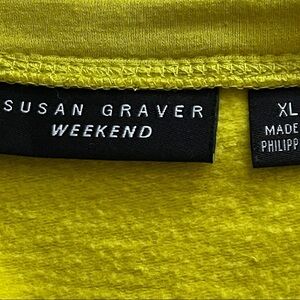 SUSAN GRAVER
WEEKEND
XL
MADE
PHILIPP